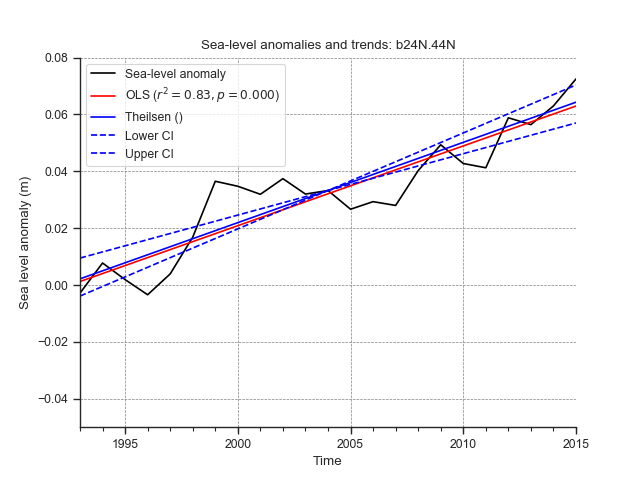 Sea-level anomalies and trends: b24N.44N
Sea level anomaly (m)
0.08
0.06
0.04
0.02
0.00
−0.02
−0.04
Sea-level anomaly
OLS (r² = 0.83, p = 0.000)
Theilsen ()
Lower CI
Upper CI
1995 2000 2005 2010 2015
Time